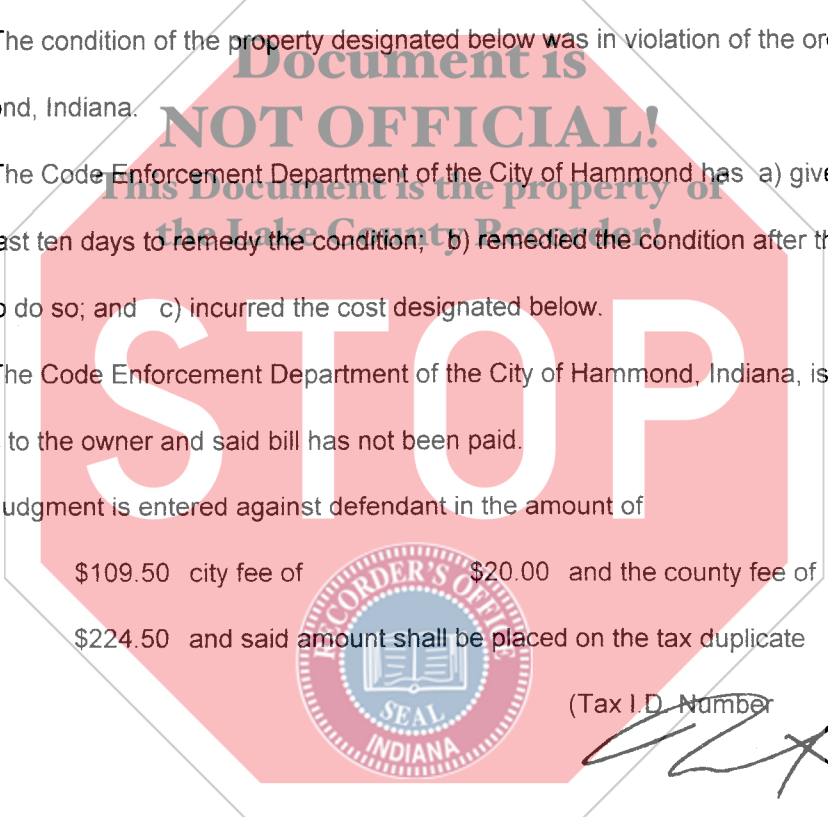 The condition of the property designated below was in violation of the
Document is
nd, Indiana.
NOT OFFICIAL!
The Code Enforcement Department of the City of Hammond has a)
This Document is the property of
ten days to remedy the condition; b) remedied the condition after
the Lake County Recorder!
do so; and c) incurred the cost designated below.
STOP
The Code Enforcement Department of the City of Hammond, Indiana, is
to the owner and said bill has not been paid.
udgment is entered against defendant in the amount of
$109.50 city fee of $20.00 and the county fee of
$224.50 and said amount shall be placed on the tax duplicate
RECORDER'S OFFICE
SEAL
INDIANA
(Tax I.D. Number